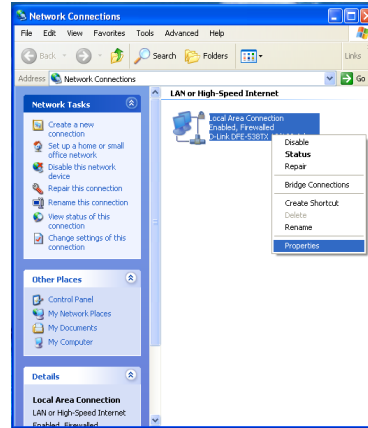 Network Connections
File Edit View Favorites Tools Advanced Help
Back Search Folders Links
Address Network Connections Go
Network Tasks
Create a new
connection
Set up a home or small
office network
Disable this network
device
Repair this connection
Rename this connection
View status of this
connection
Change settings of this
connection
Other Places
Control Panel
My Network Places
My Documents
My Computer
Details
Local Area Connection
LAN or High-Speed Internet
Enabled, Firewalled
LAN or High-Speed Internet
Local Area Connection
Enabled, Firewalled
D-Link DFE-538TX
Disable
Status
Repair
Bridge Connections
Create Shortcut
Delete
Rename
Properties